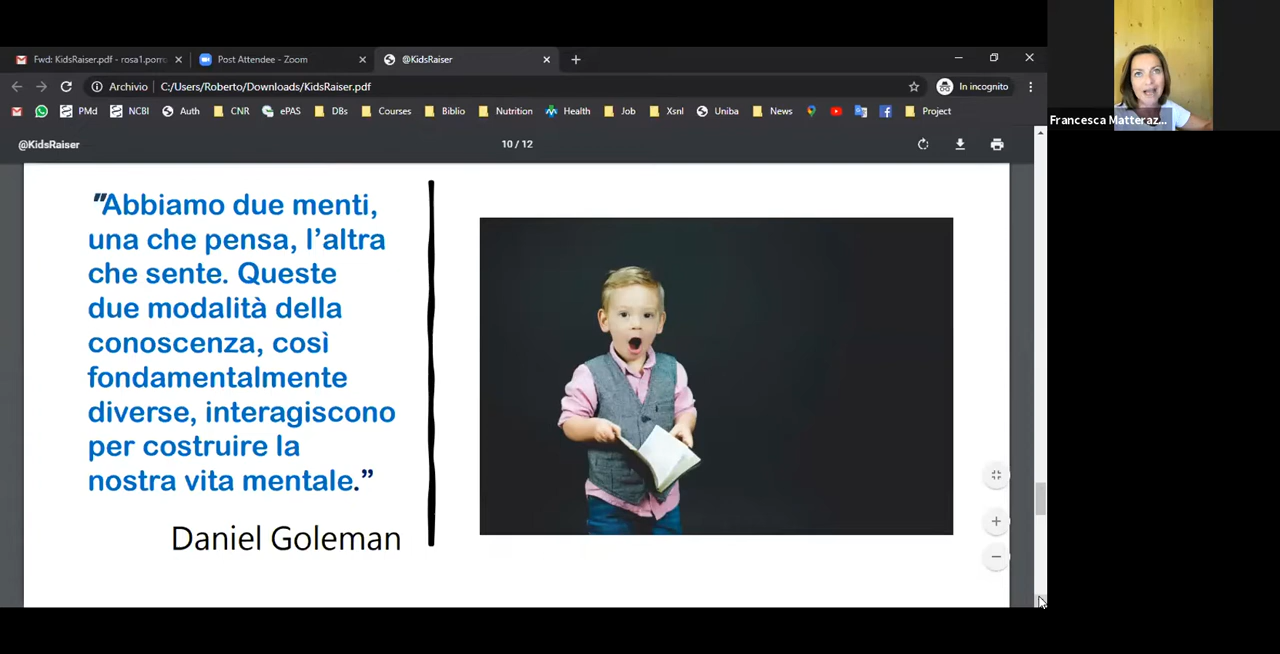 Fwd: KidsRaiser.pdf - rosa1.porro
Post Attendee - Zoom
@KidsRaiser
Archivio
C:/Users/Roberto/Downloads/KidsRaiser.pdf
In incognito
PMd
NCBI
Auth
CNR
ePAS
DBs
Courses
Biblio
Nutrition
Health
Job
Xsnl
Uniba
News
Project
Francesca Matteraz...
@KidsRaiser
10 / 12
"Abbiamo due menti,
una che pensa, l’altra
che sente. Queste
due modalità della
conoscenza, così
fondamentalmente
diverse, interagiscono
per costruire la
nostra vita mentale.”
Daniel Goleman